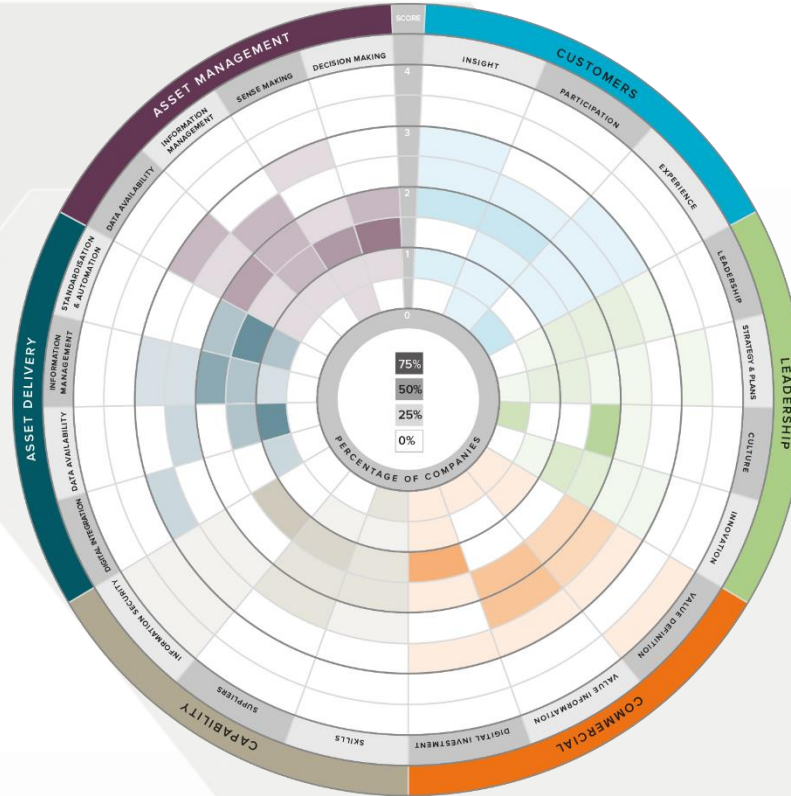 SCORE
4
3
2
1
0
CUSTOMERS
INSIGHT
PARTICIPATION
EXPERIENCE
LEADERSHIP
LEADERSHIP
STRATEGY & PLANS
CULTURE
INNOVATION
COMMERCIAL
VALUE DEFINITION
VALUE INFORMATION
DIGITAL INVESTMENT
CAPABILITY
SKILLS
SUPPLIERS
INFORMATION SECURITY
ASSET DELIVERY
DIGITAL INTEGRATION
DATA AVAILABILITY
INFORMATION
MANAGEMENT
STANDARDISATION
& AUTOMATION
ASSET MANAGEMENT
DATA AVAILABILITY
INFORMATION
MANAGEMENT
SENSE MAKING
DECISION MAKING
75%
50%
25%
0%
PERCENTAGE OF COMPANIES